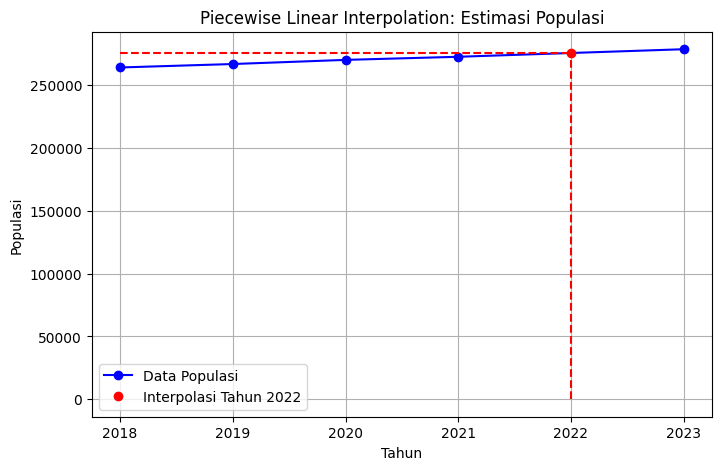 Piecewise Linear Interpolation: Estimasi Populasi
Populasi
250000
200000
150000
100000
50000
0
Data Populasi
Interpolasi Tahun 2022
2018 2019 2020 2021 2022 2023
Tahun